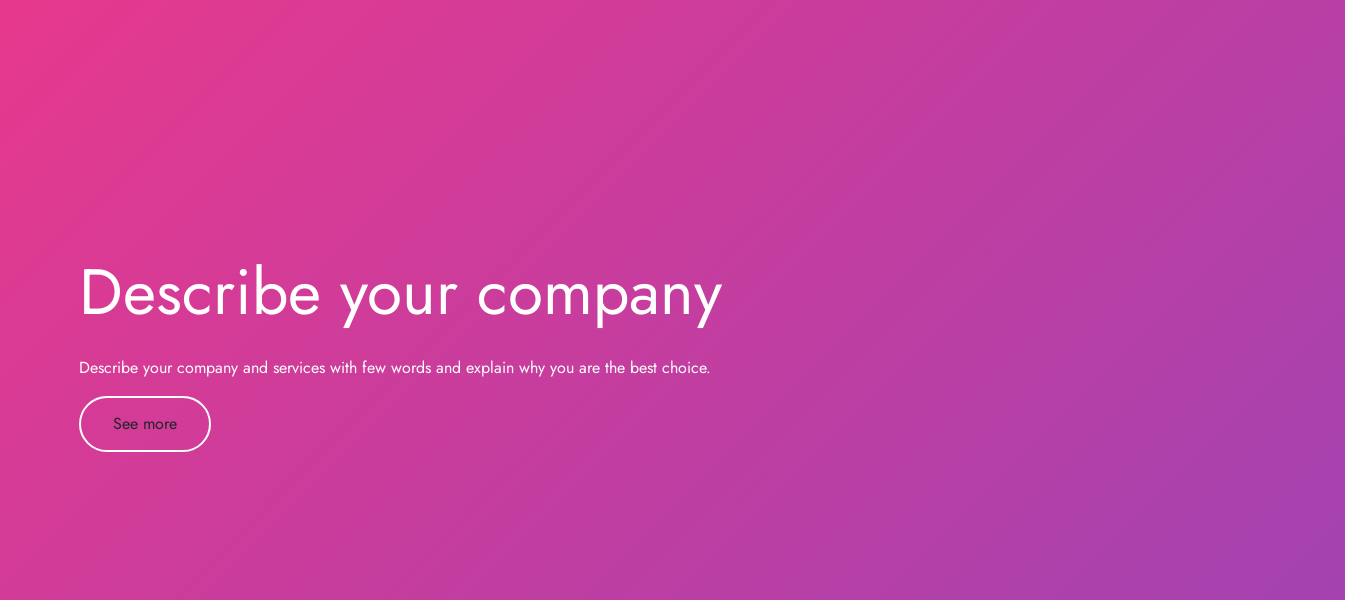 Describe your company
Describe your company and services with few words and explain why you are the best choice.
See more